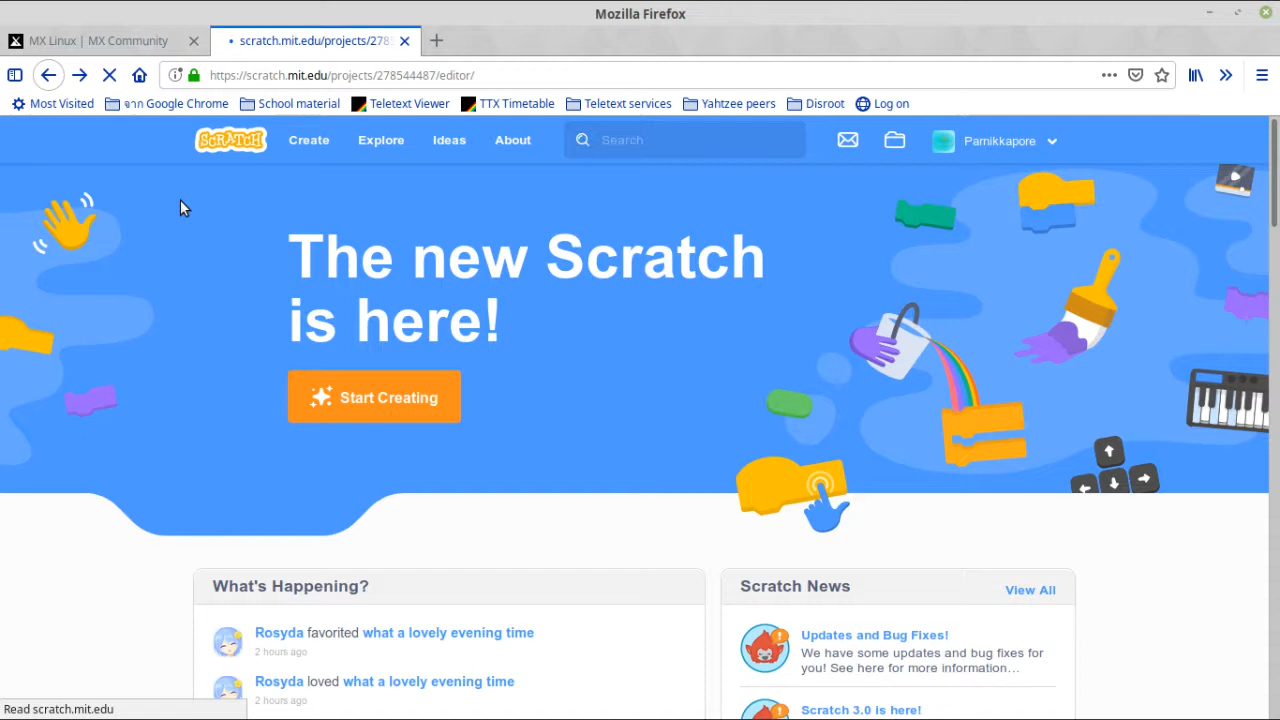 Mozilla Firefox
MX Linux | MX Community
scratch.mit.edu/projects/278
https://scratch.mit.edu/projects/278544487/editor/
Most Visited จาก Google Chrome School material Teletext Viewer TTX Timetable Teletext services Yahtzee peers Disroot Log on
SCRATCH Create Explore Ideas About Search Parnikkapore
The new Scratch
is here!
Start Creating
What's Happening?
Rosyda favorited what a lovely evening time
2 hours ago
Rosyda loved what a lovely evening time
2 hours ago
Scratch News View All
Updates and Bug Fixes!
We have some updates and bug fixes for
you! See here for more information…
Scratch 3.0 is here!
Read scratch.mit.edu